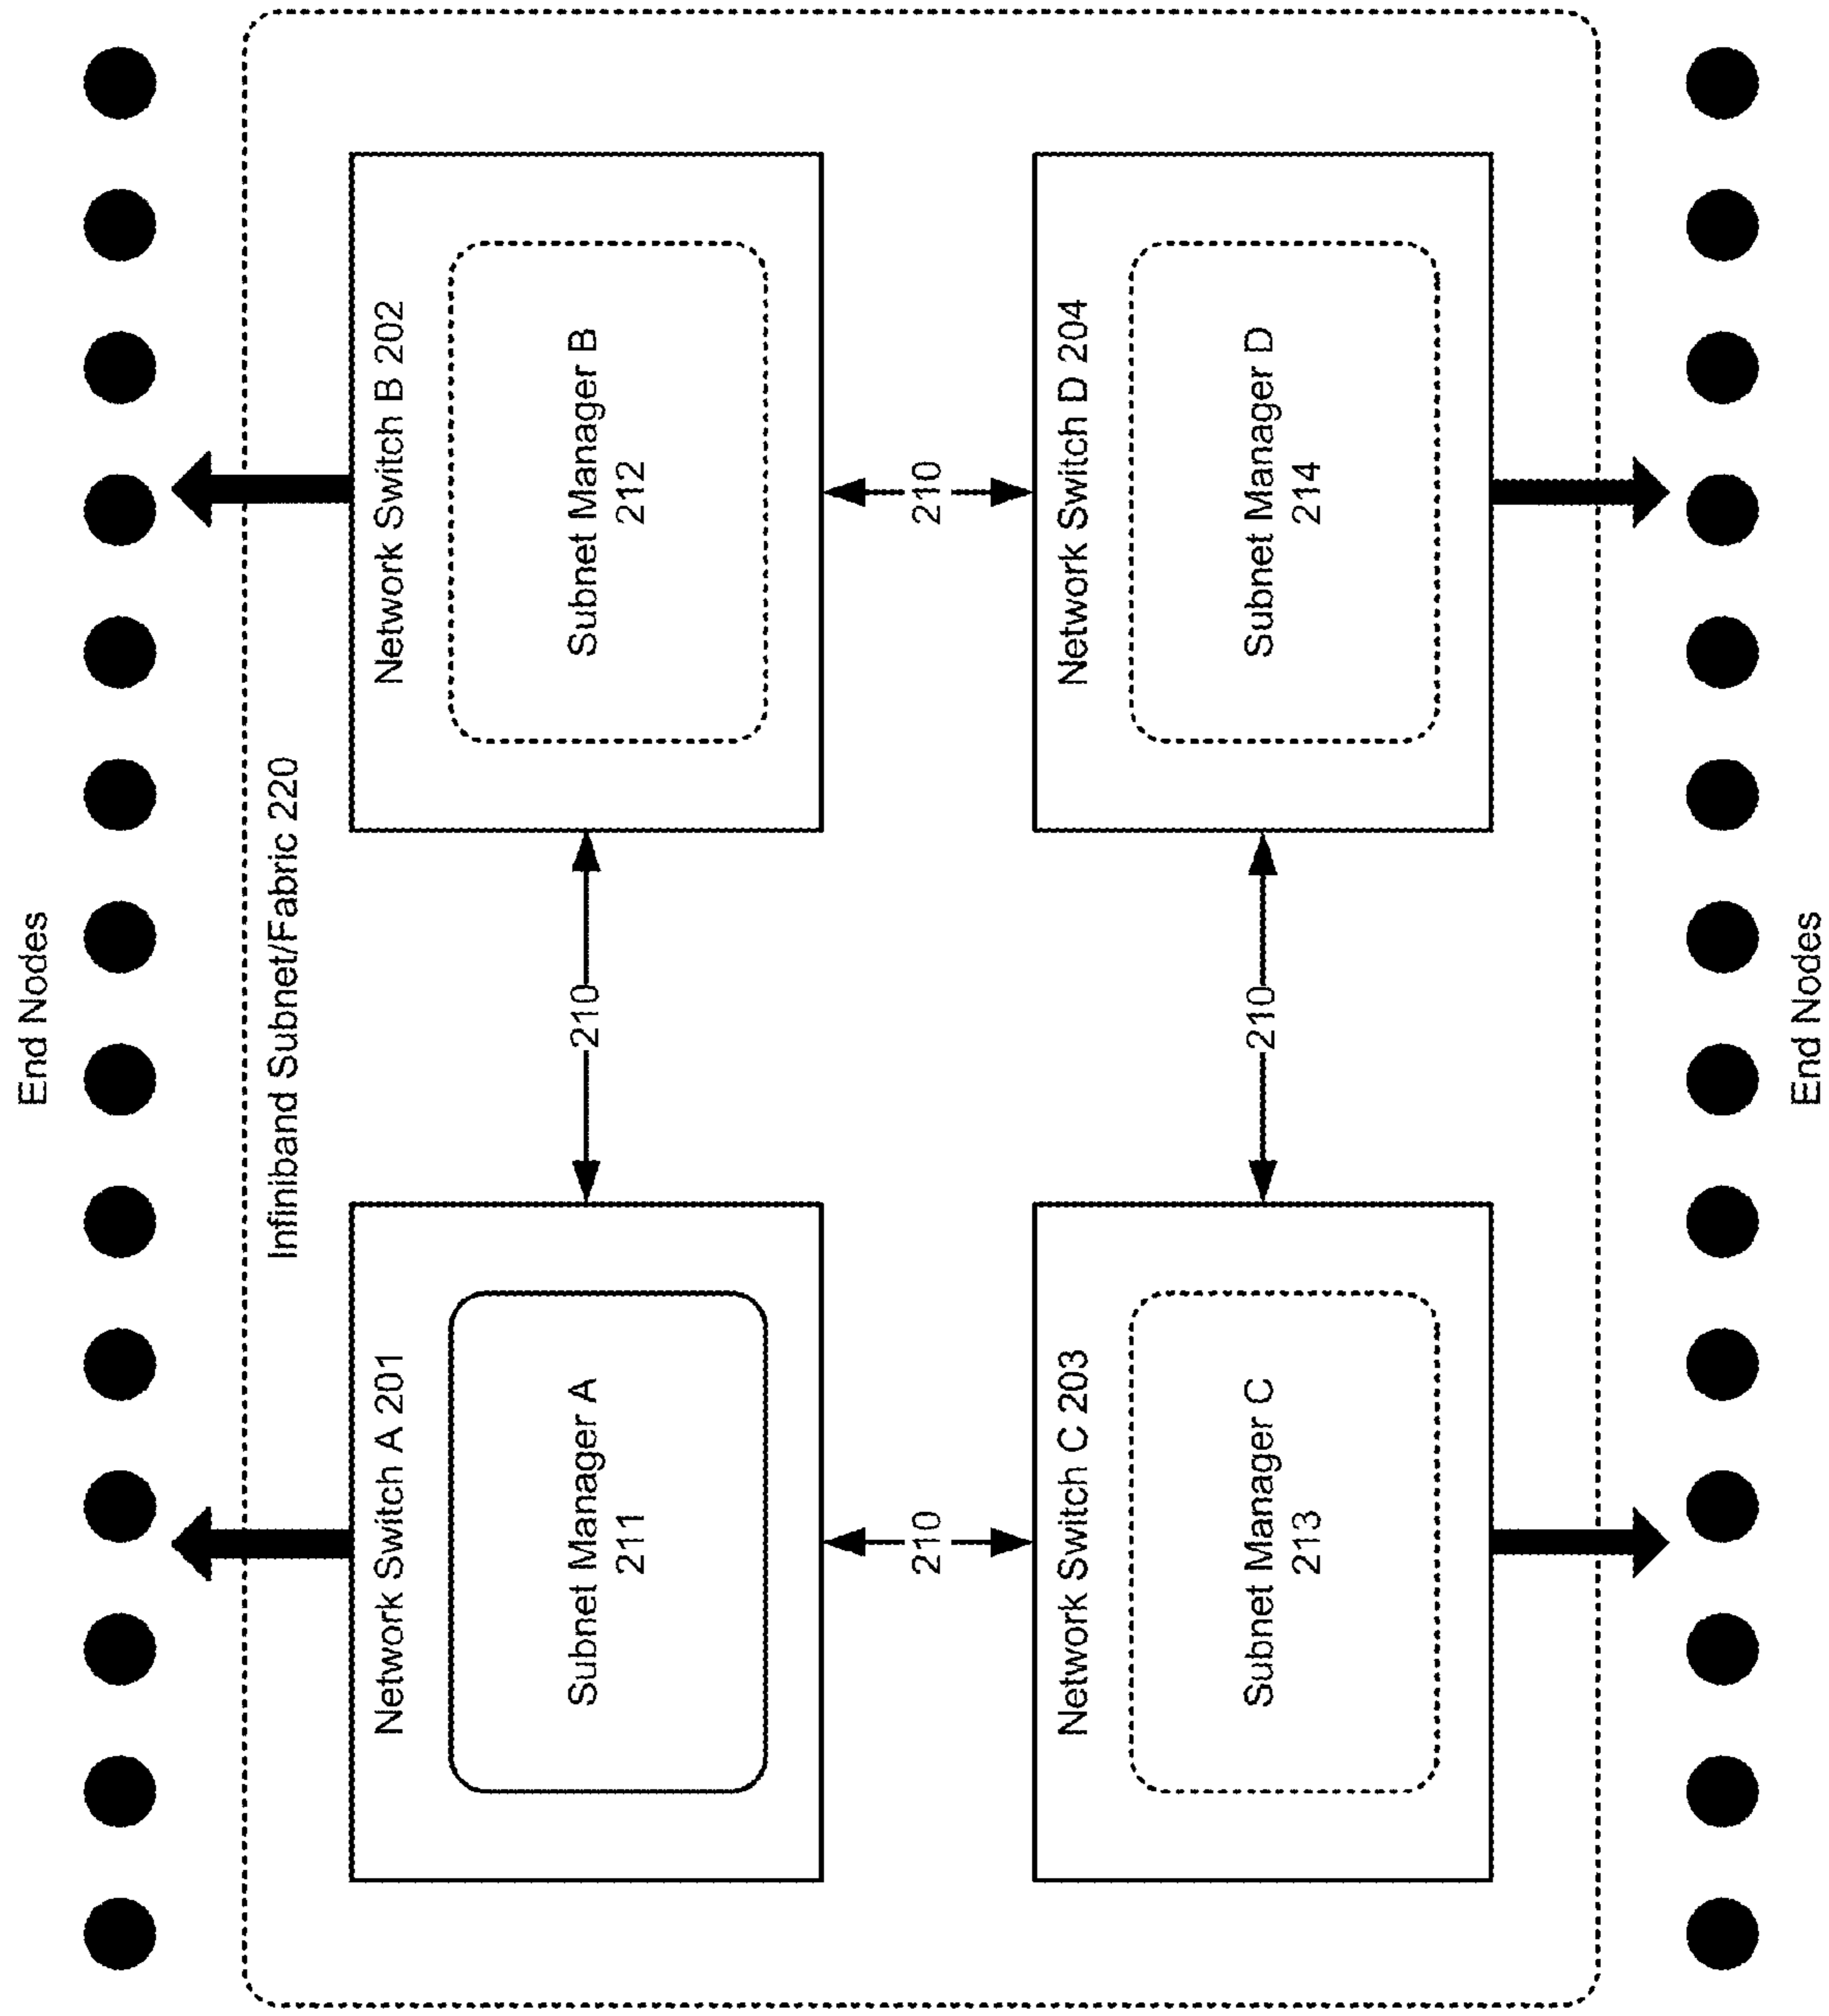 End Nodes
Infiniband Subnet/Fabric 220
Network Switch A 201
Subnet Manager A
211
210
Network Switch B 202
Subnet Manager B
212
210
210
Network Switch C 203
Subnet Manager C
213
210
Network Switch D 204
Subnet Manager D
214
End Nodes